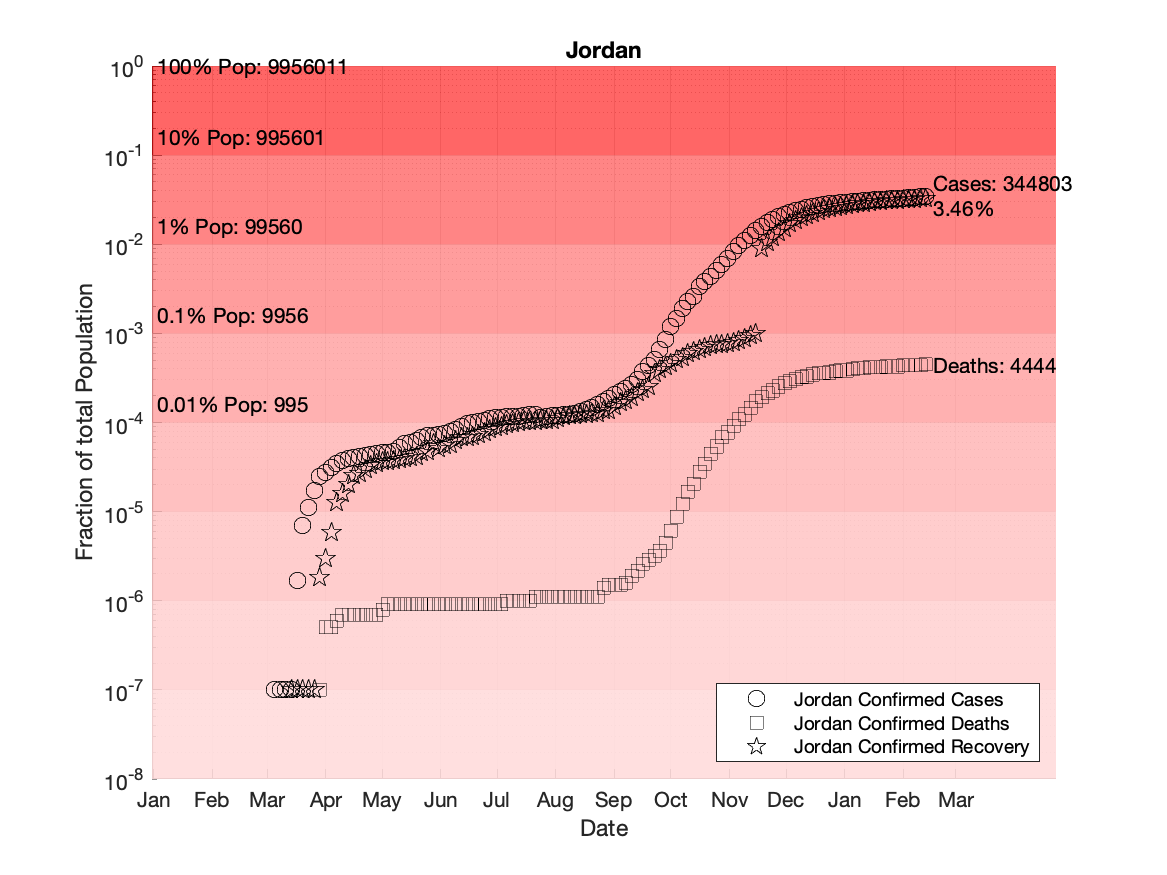 Jordan
10^0
100% Pop: 9956011
10% Pop: 995601
10^-1
Cases: 344803
3.46%
1% Pop: 99560
10^-2
0.1% Pop: 9956
10^-3
Deaths: 4444
0.01% Pop: 995
10^-4
10^-5
10^-6
10^-7
10^-8
Fraction of total Population
Jordan Confirmed Cases
Jordan Confirmed Deaths
Jordan Confirmed Recovery
Jan Feb Mar Apr May Jun Jul Aug Sep Oct Nov Dec Jan Feb Mar
Date